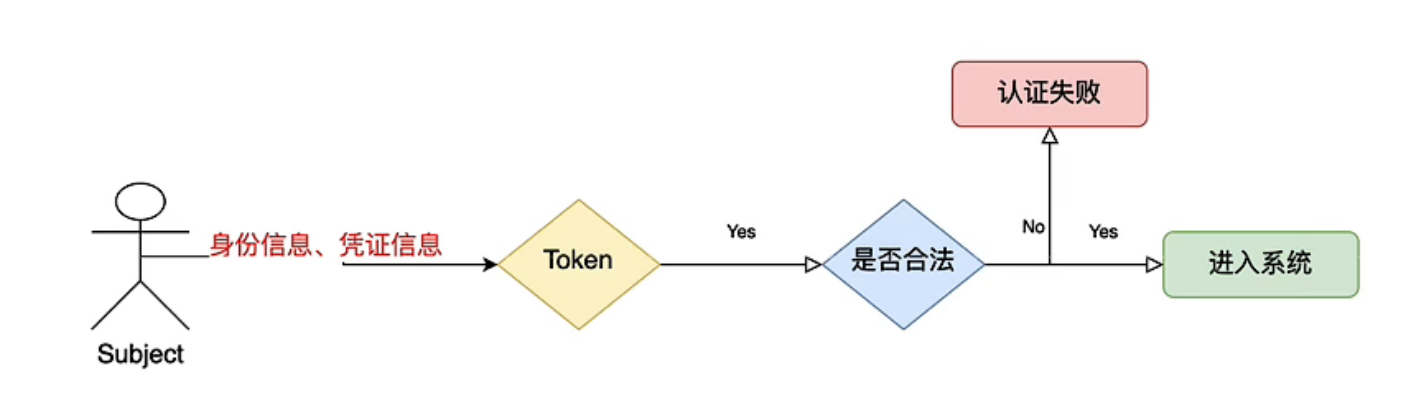 认证失败
身份信息、凭证信息
Token
Yes
是否合法
No
Yes
进入系统
Subject